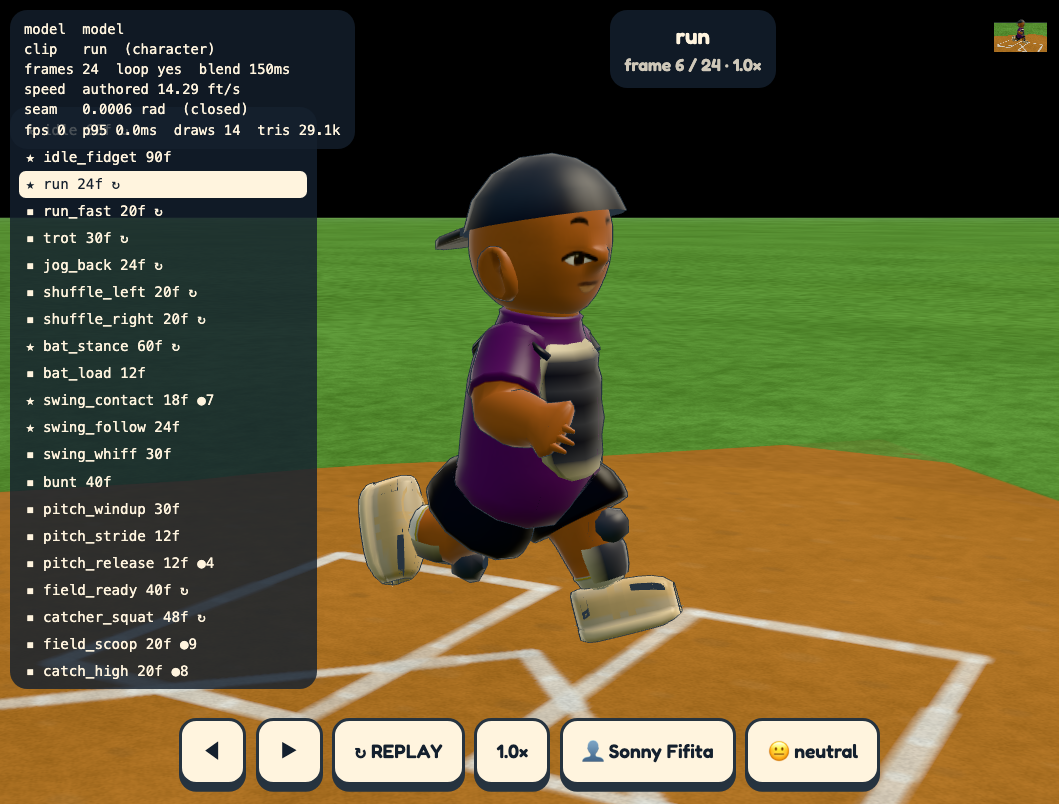 model model
clip run (character)
frames 24 loop yes blend 150ms
speed authored 14.29 ft/s
seam 0.0006 rad (closed)
fps 0 p95 0.0ms draws 14 tris 29.1k
★ idle_fidget 90f
★ run 24f ↻
▪ run_fast 20f ↻
▪ trot 30f ↻
▪ jog_back 24f ↻
▪ shuffle_left 20f ↻
▪ shuffle_right 20f ↻
★ bat_stance 60f ↻
▪ bat_load 12f
★ swing_contact 18f ●7
★ swing_follow 24f
▪ swing_whiff 30f
▪ bunt 40f
▪ pitch_windup 30f
▪ pitch_stride 12f
▪ pitch_release 12f ●4
▪ field_ready 40f ↻
▪ catcher_squat 48f ↻
▪ field_scoop 20f ●9
▪ catch_high 20f ●8
run
frame 6 / 24 · 1.0×
◀ ▶ ↻ REPLAY 1.0× 👤 Sonny Fifita 😐 neutral